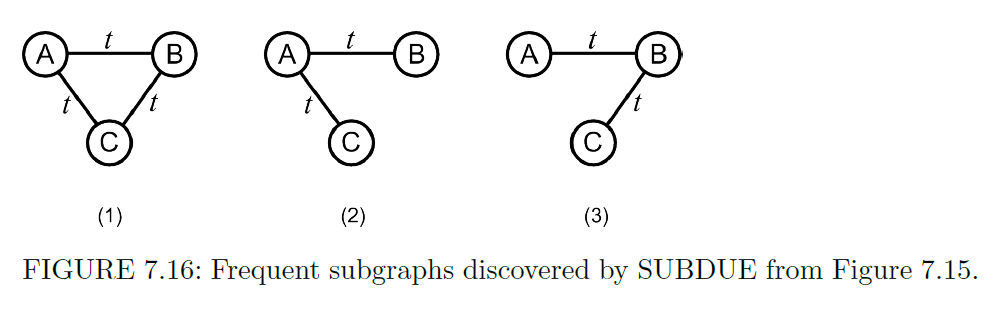 A t B A t B A t B
t t t t
C C C
(1) (2) (3)
FIGURE 7.16: Frequent subgraphs discovered by SUBDUE from Figure 7.15.